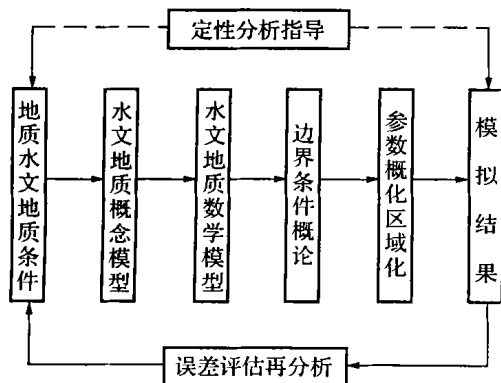 定性分析指导
地质水文地质条件
水文地质概念模型
水文地质数学模型
边界条件概论
参数概化区域化
模拟结果
误差评估再分析